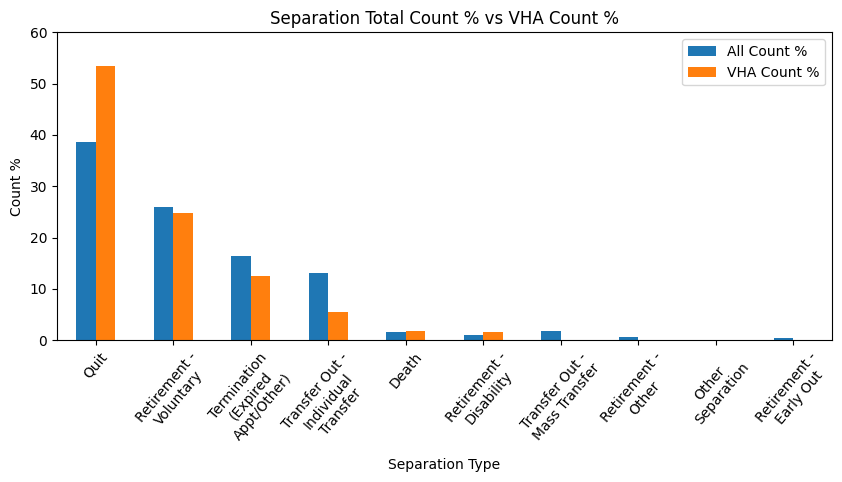 Separation Total Count % vs VHA Count %
All Count %
VHA Count %
Count %
60
50
40
30
20
10
0
Quit
Retirement -
Voluntary
Termination
(Expired
Appt/Other)
Transfer Out -
Individual
Transfer
Death
Retirement -
Disability
Transfer Out -
Mass Transfer
Retirement -
Other
Other
Separation
Retirement -
Early Out
Separation Type